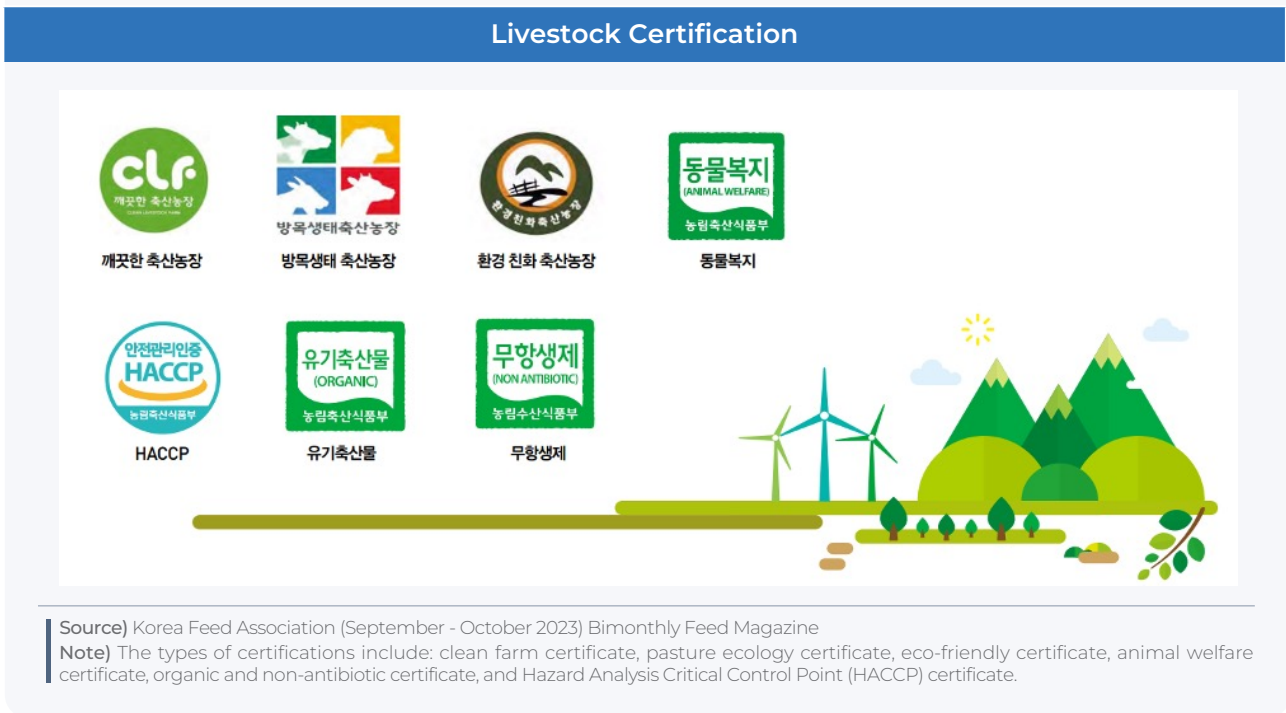 Livestock Certification
CLF
깨끗한 축산농장
CLEAN LIVESTOCK FARM
방목생태축산농장
환경친화축산농장
동물복지
(ANIMAL WELFARE)
농림축산식품부
깨끗한 축산농장
방목생태 축산농장
환경 친화 축산농장
동물복지
안전관리인증
HACCP
농림축산식품부
유기축산물
(ORGANIC)
농림축산식품부
무항생제
(NON ANTIBIOTIC)
농림수산식품부
HACCP
유기축산물
무항생제
Source) Korea Feed Association (September - October 2023) Bimonthly Feed Magazine
Note) The types of certifications include: clean farm certificate, pasture ecology certificate, eco-friendly certificate, animal welfare
certificate, organic and non-antibiotic certificate, and Hazard Analysis Critical Control Point (HACCP) certificate.